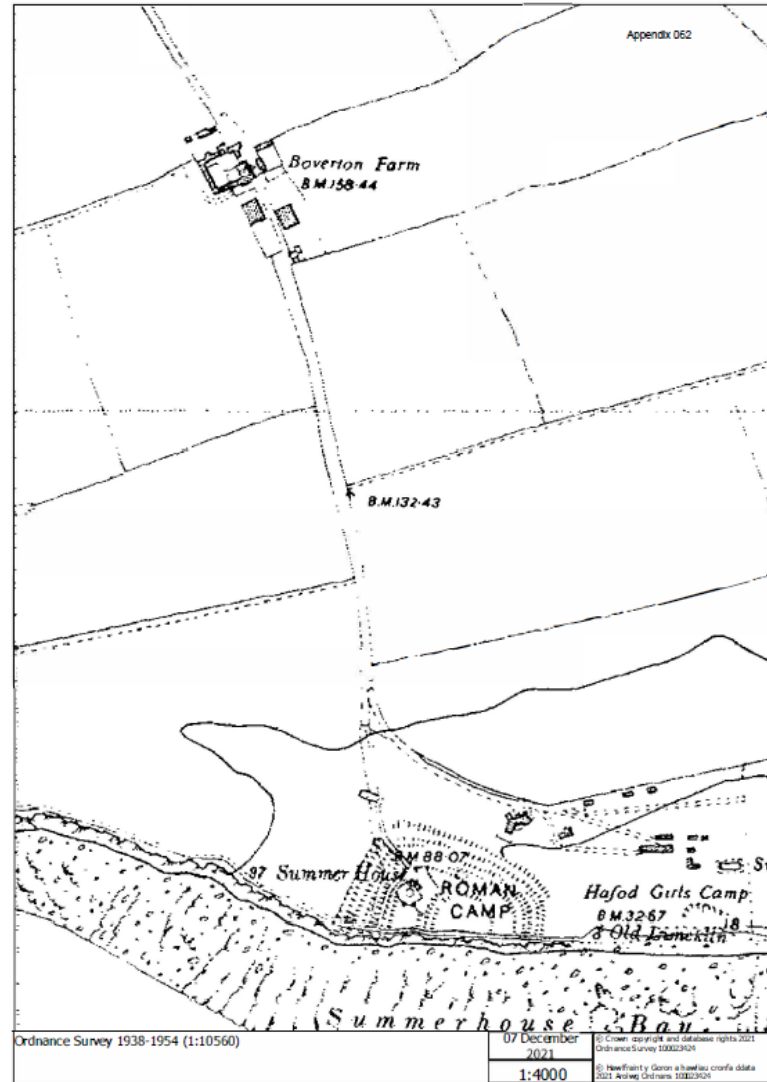 Appendix 062
Boverton Farm
B.M.158·44
B.M.132·43
B.M 88·07
97 Summer House
ROMAN
CAMP
Hafod Girls Camp
B M.32·67
Old Limekiln
18
Summerhouse Bay
Ordnance Survey 1938-1954 (1:10560)
07 December
2021
1:4000
© Crown copyright and database rights 2021
Ordnance Survey 100023424
© Hawlfraint y Goron a hawliau cronfa ddata
2021 Arolwg Ordnans 100023424